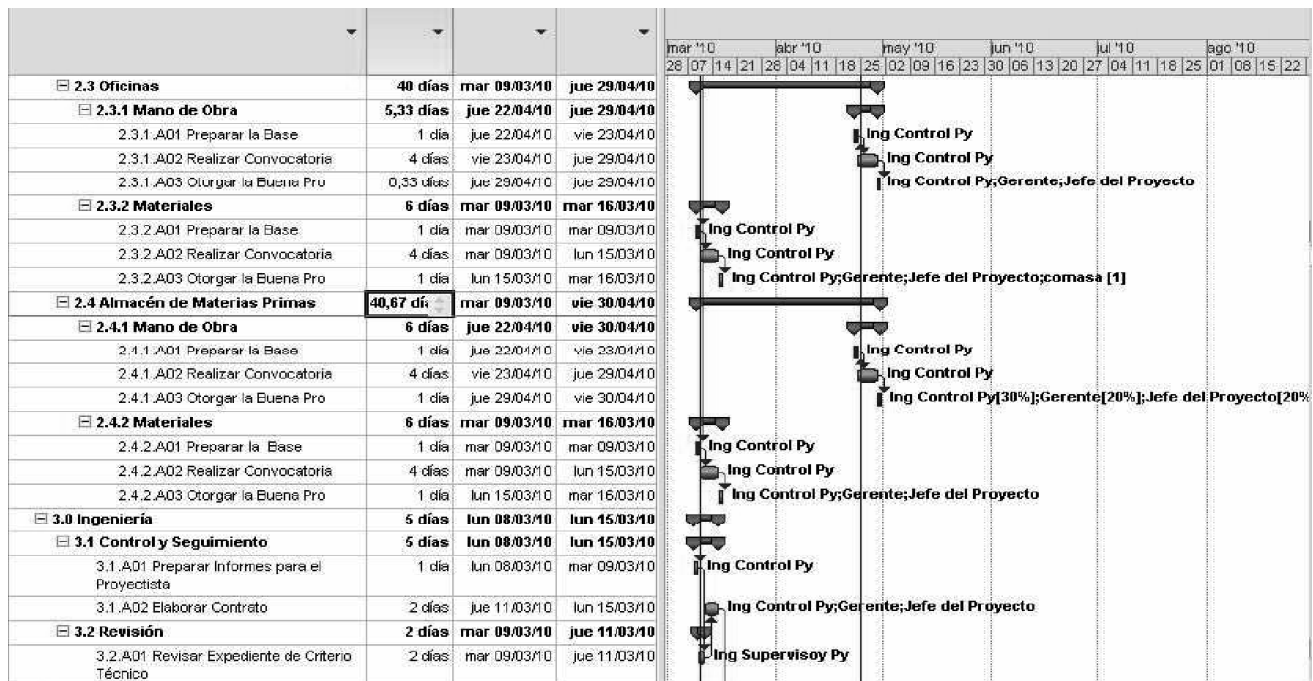 mar '10 abr '10 may '10 jun '10 jul '10 ago '10
28 07 14 21 28 04 11 18 25 02 09 16 23 30 06 13 20 27 04 11 18 25 01 08 15 22
2.3 Oficinas 40 días mar 09/03/10 jue 29/04/10
2.3.1 Mano de Obra 5,33 días jue 22/04/10 jue 29/04/10
2.3.1.A01 Preparar la Base 1 día jue 22/04/10 vie 23/04/10 Ing Control Py
2.3.1.A02 Realizar Convocatoria 4 días vie 23/04/10 jue 29/04/10 Ing Control Py
2.3.1.A03 Otorgar la Buena Pro 0,33 días jue 29/04/10 jue 29/04/10 Ing Control Py;Gerente;Jefe del Proyecto
2.3.2 Materiales 6 días mar 09/03/10 mar 16/03/10
2.3.2.A01 Preparar la Base 1 día mar 09/03/10 mar 09/03/10 Ing Control Py
2.3.2.A02 Realizar Convocatoria 4 días mar 09/03/10 lun 15/03/10 Ing Control Py
2.3.2.A03 Otorgar la Buena Pro 1 día lun 15/03/10 mar 16/03/10 Ing Control Py;Gerente;Jefe del Proyecto;comasa [1]
2.4 Almacén de Materias Primas 40,67 día mar 09/03/10 vie 30/04/10
2.4.1 Mano de Obra 6 días jue 22/04/10 vie 30/04/10
2.4.1.A01 Preparar la Base 1 día jue 22/04/10 vie 23/04/10 Ing Control Py
2.4.1.A02 Realizar Convocatoria 4 días vie 23/04/10 jue 29/04/10 Ing Control Py
2.4.1.A03 Otorgar la Buena Pro 1 día jue 29/04/10 vie 30/04/10 Ing Control Py[30%];Gerente[20%];Jefe del Proyecto[20%
2.4.2 Materiales 6 días mar 09/03/10 mar 16/03/10
2.4.2.A01 Preparar la Base 1 día mar 09/03/10 mar 09/03/10 Ing Control Py
2.4.2.A02 Realizar Convocatoria 4 días mar 09/03/10 lun 15/03/10 Ing Control Py
2.4.2.A03 Otorgar la Buena Pro 1 día lun 15/03/10 mar 16/03/10 Ing Control Py;Gerente;Jefe del Proyecto
3.0 Ingeniería 5 días lun 08/03/10 lun 15/03/10
3.1 Control y Seguimiento 5 días lun 08/03/10 lun 15/03/10
3.1.A01 Preparar Informes para el 1 día lun 08/03/10 mar 09/03/10 Ing Control Py
Proyectista
3.1.A02 Elaborar Contrato 2 días jue 11/03/10 lun 15/03/10 Ing Control Py;Gerente;Jefe del Proyecto
3.2 Revisión 2 días mar 09/03/10 jue 11/03/10
3.2.A01 Revisar Expediente de Criterio 2 días mar 09/03/10 jue 11/03/10 Ing Supervisoy Py
Técnico